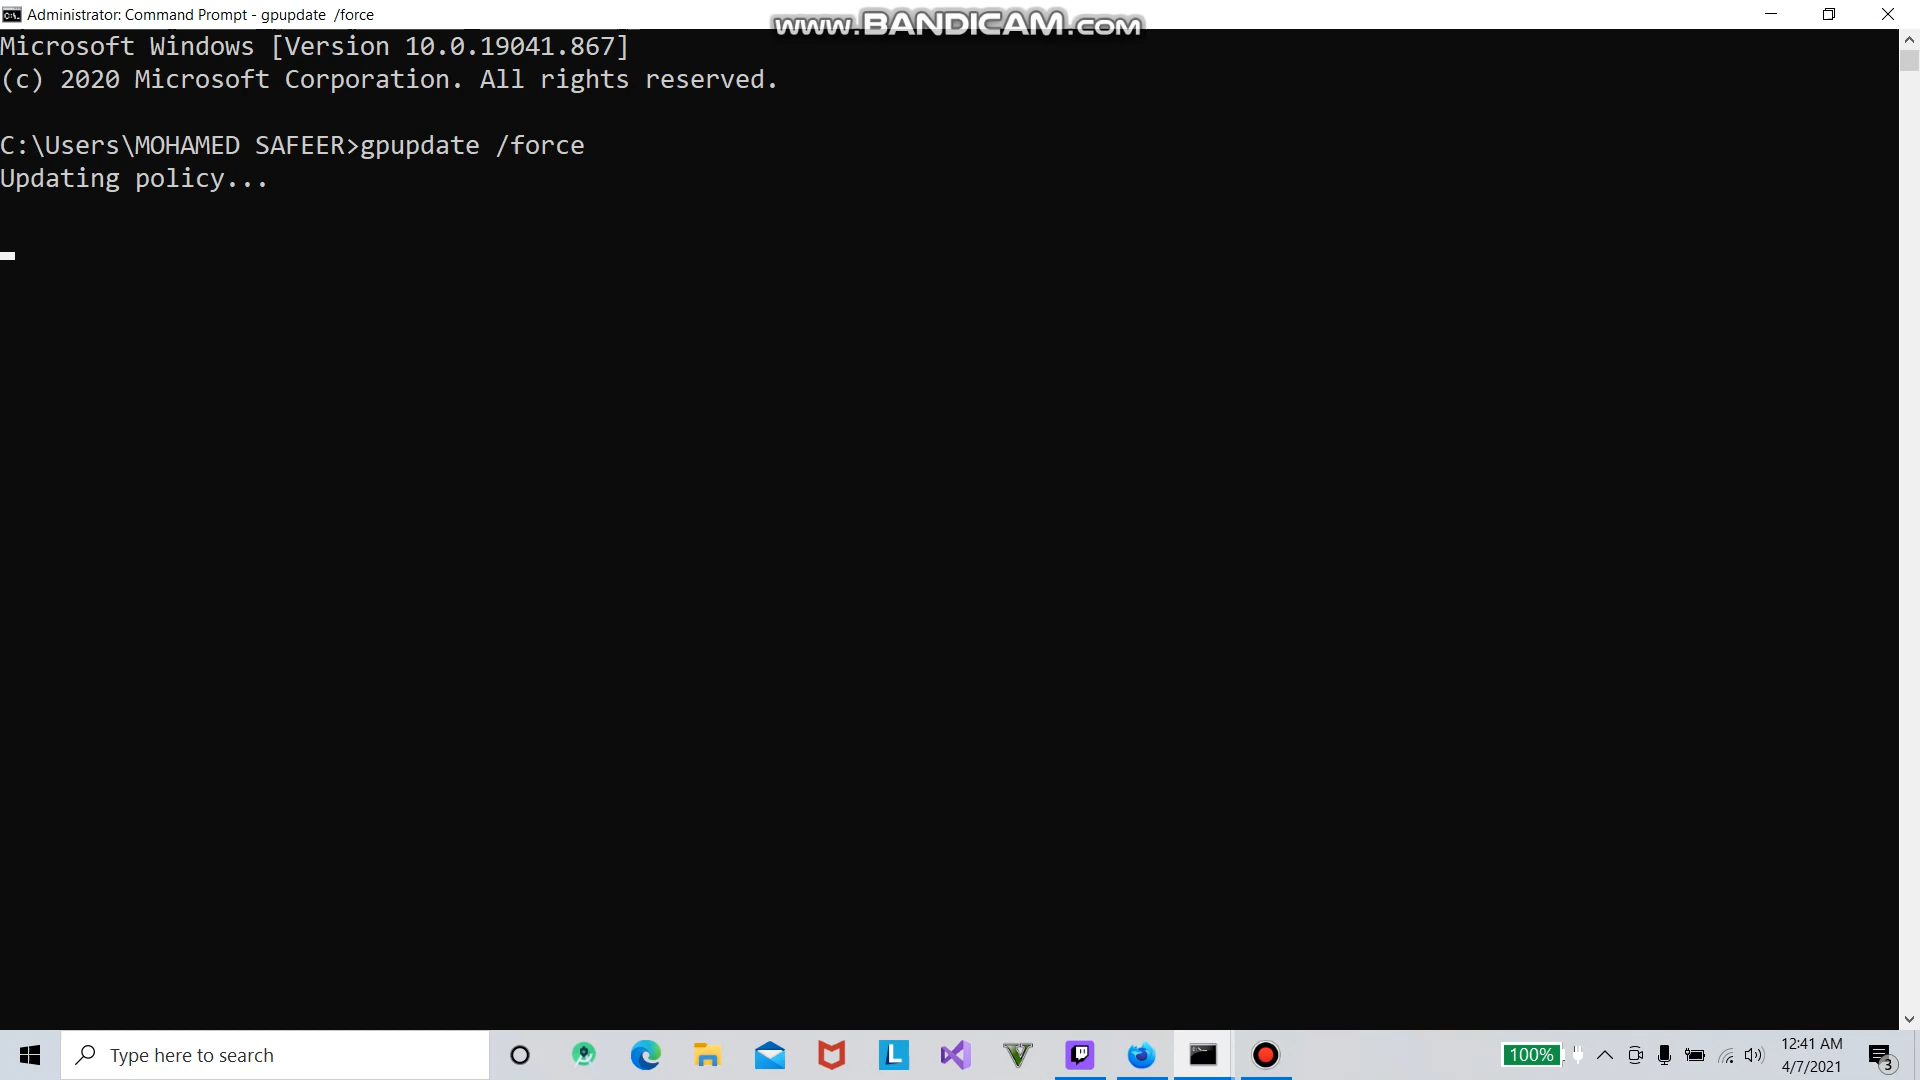 Administrator: Command Prompt - gpupdate  /force
www.BANDICAM.com
Microsoft Windows [Version 10.0.19041.867]
(c) 2020 Microsoft Corporation. All rights reserved.
C:\Users\MOHAMED SAFEER>gpupdate /force
Updating policy...
Type here to search
L
V
100%
12:41 AM
4/7/2021
3